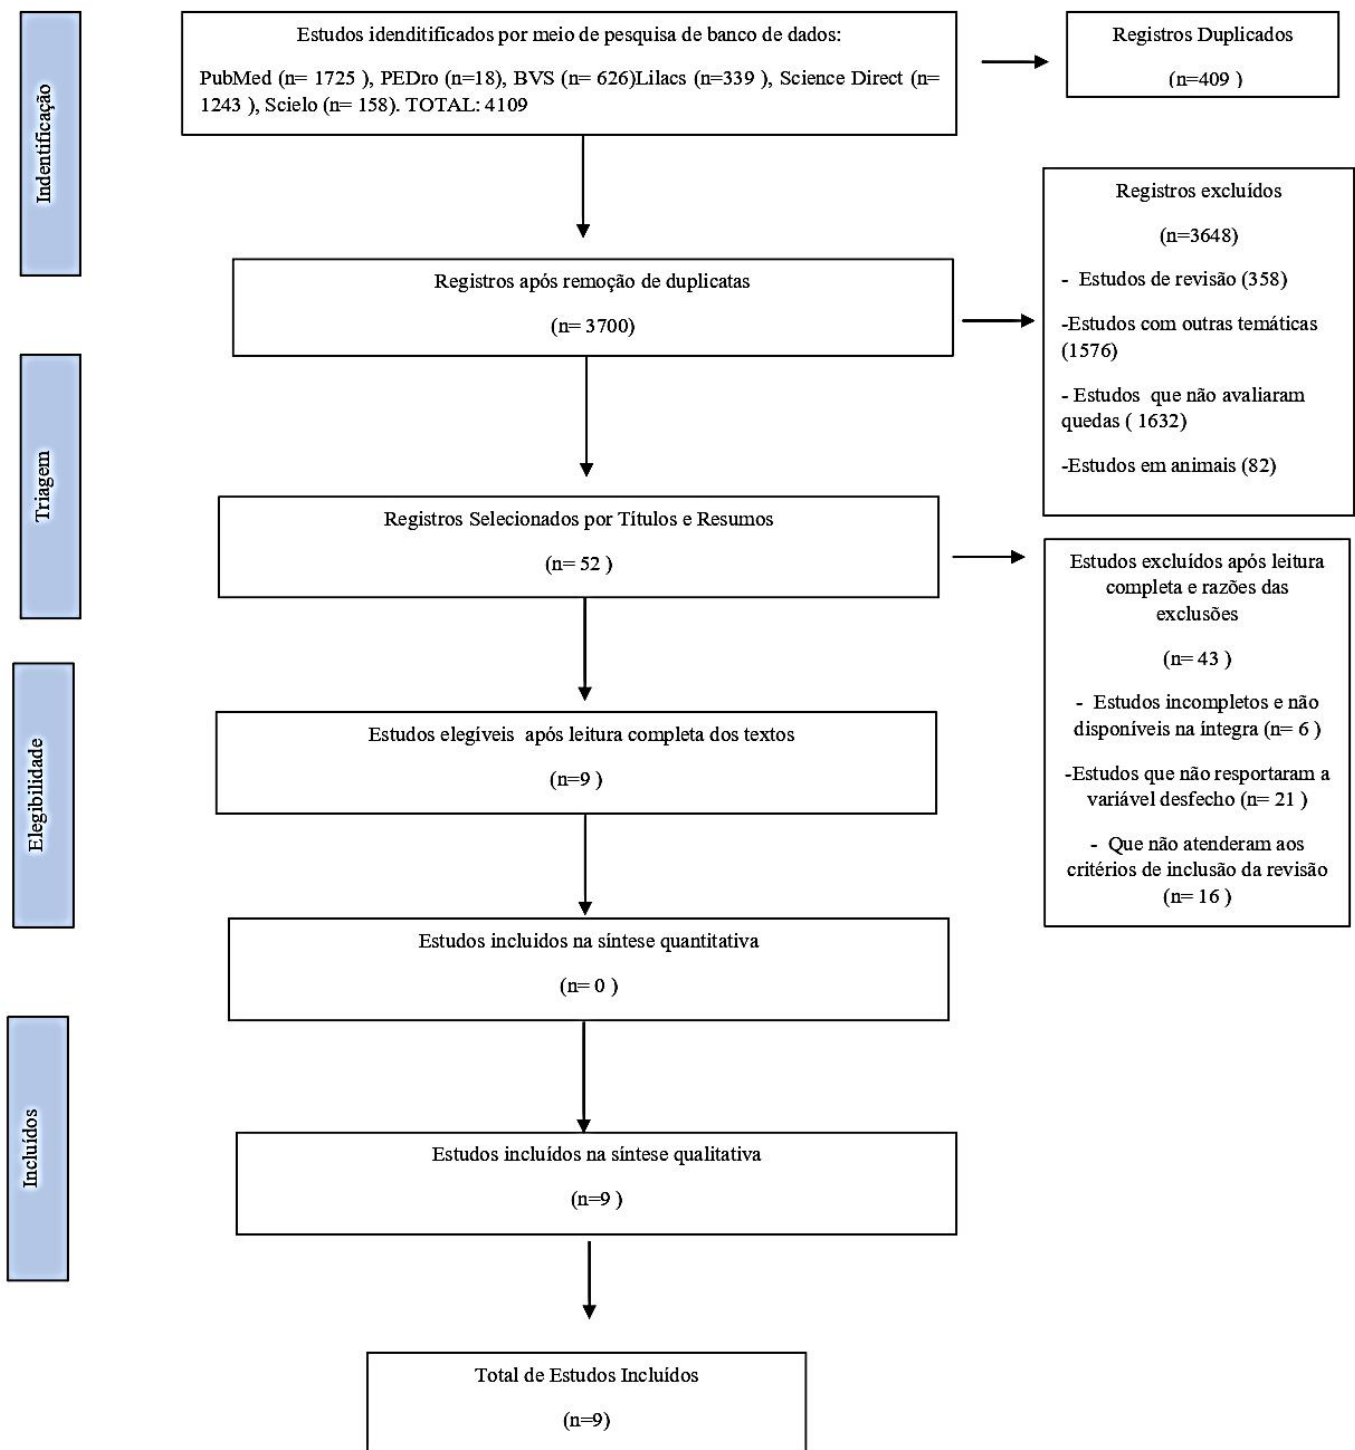 Indentificação
Estudos idenditificados por meio de pesquisa de banco de dados:
PubMed (n= 1725 ), PEDro (n=18), BVS (n= 626)Lilacs (n=339 ), Science Direct (n=
1243 ), Scielo (n= 158). TOTAL: 4109
Registros Duplicados
(n=409 )
Registros após remoção de duplicatas
(n= 3700)
Registros excluídos
(n=3648)
- Estudos de revisão (358)
-Estudos com outras temáticas
(1576)
- Estudos que não avaliaram
quedas ( 1632)
-Estudos em animais (82)
Triagem
Registros Selecionados por Títulos e Resumos
(n= 52 )
Estudos excluídos após leitura
completa e razões das
exclusões
(n= 43 )
- Estudos incompletos e não
disponíveis na íntegra (n= 6 )
-Estudos que não resportaram a
variável desfecho (n= 21 )
- Que não atenderam aos
critérios de inclusão da revisão
(n= 16 )
Elegibilidade
Estudos elegíveis após leitura completa dos textos
(n=9 )
Estudos incluidos na síntese quantitativa
(n= 0 )
Incluídos
Estudos incluídos na síntese qualitativa
(n=9 )
Total de Estudos Incluídos
(n=9)